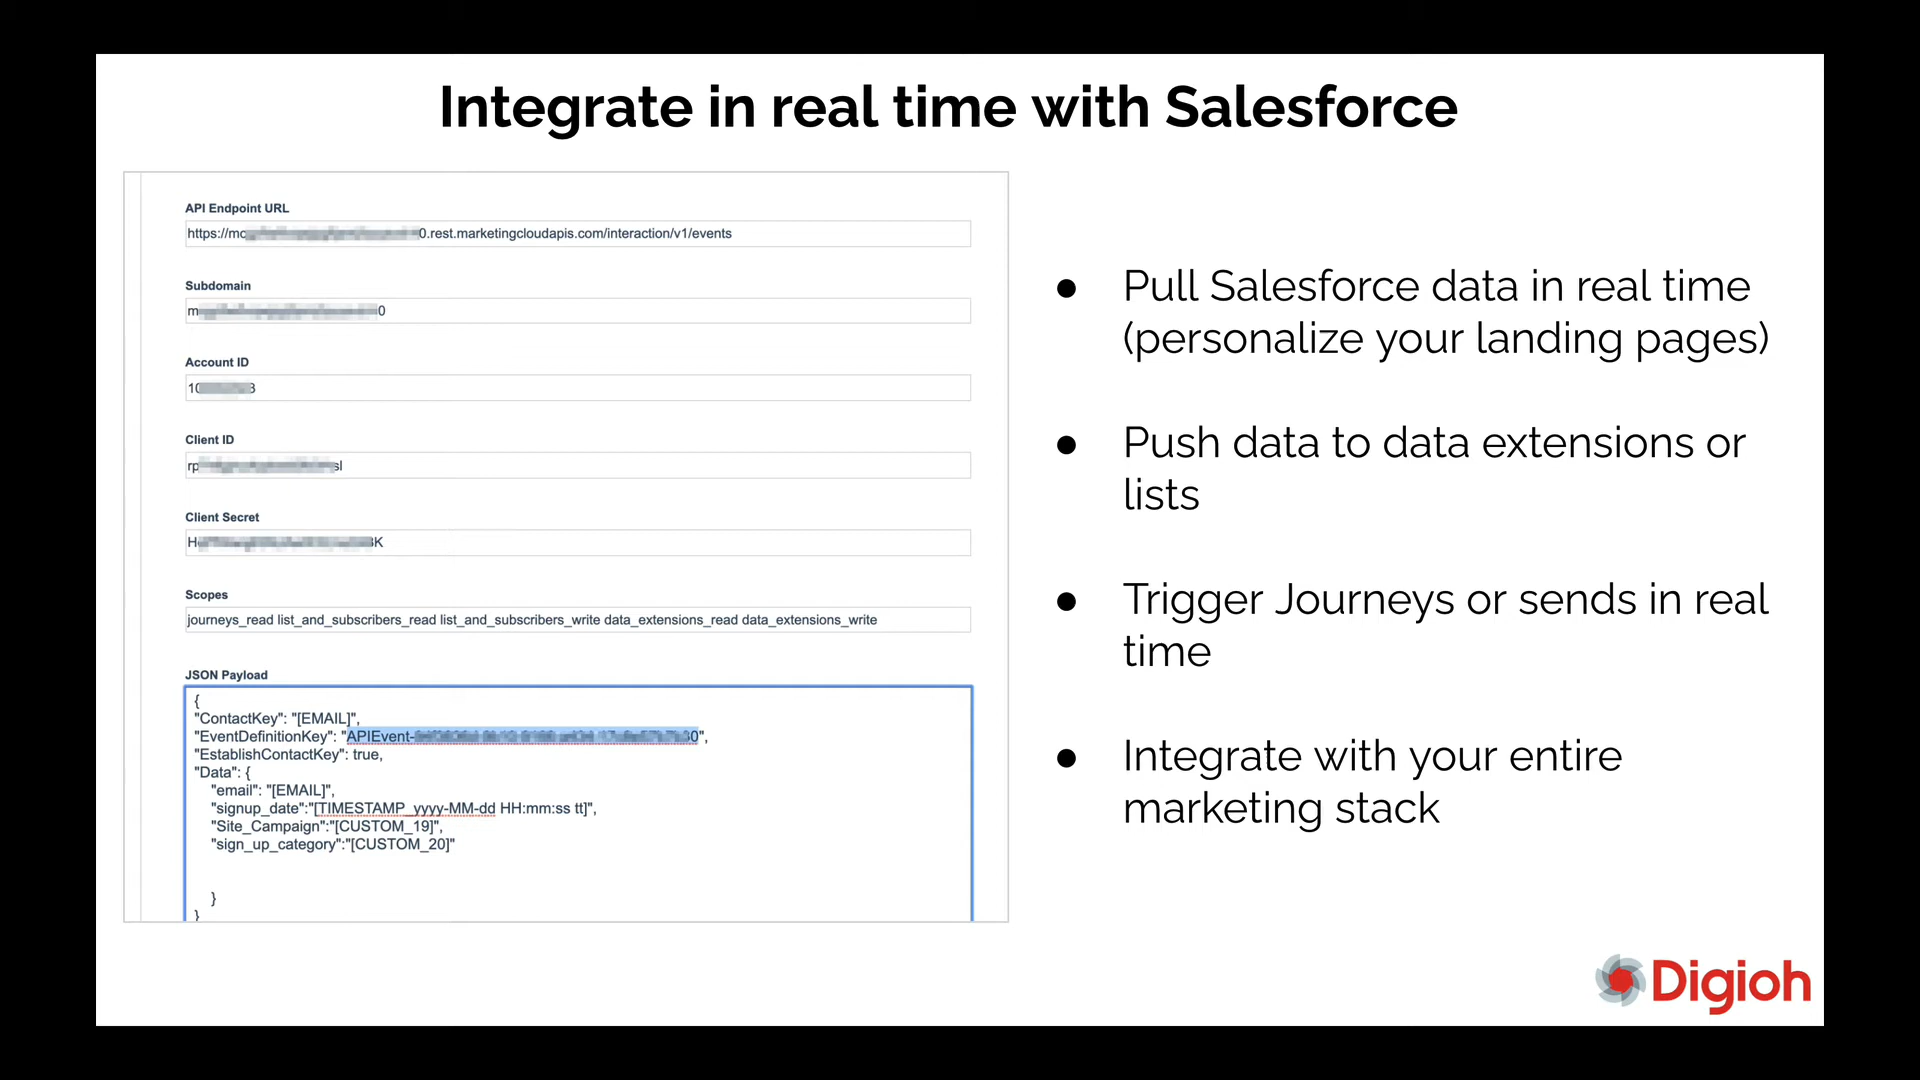 Integrate in real time with Salesforce
API Endpoint URL
https://mc 0.rest.marketingcloudapis.com/interaction/v1/events
Subdomain
m 0
Account ID
10 3
Client ID
rp sl
Client Secret
H 3K
Scopes
journeys_read list_and_subscribers_read list_and_subscribers_write data_extensions_read data_extensions_write
JSON Payload
{
"ContactKey": "[EMAIL]",
"EventDefinitionKey": "APIEvent- 30",
"EstablishContactKey": true,
"Data": {
"email": "[EMAIL]",
"signup_date":"[TIMESTAMP_yyyy-MM-dd HH:mm:ss tt]",
"Site_Campaign":"[CUSTOM_19]",
"sign_up_category":"[CUSTOM_20]"
}
}
● Pull Salesforce data in real time
(personalize your landing pages)
● Push data to data extensions or
lists
● Trigger Journeys or sends in real
time
● Integrate with your entire
marketing stack
Digioh